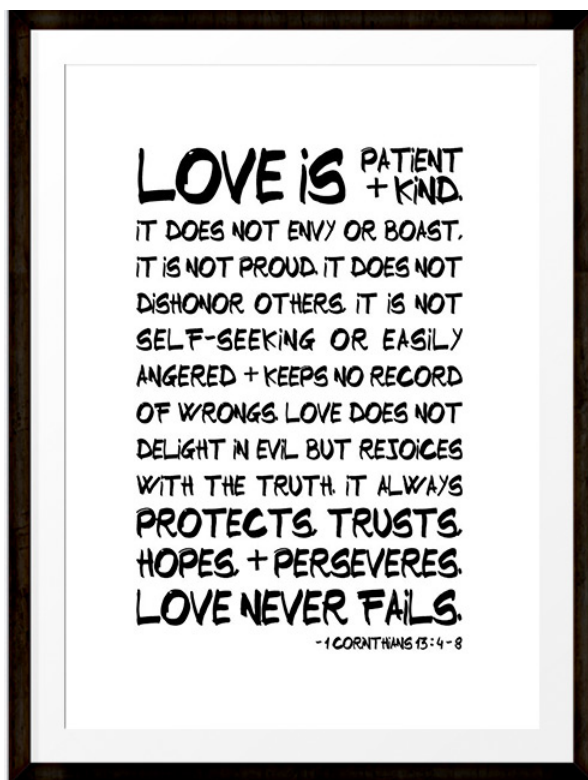 LOVE iS PATiENT
+ KiND.
iT DOES NOT ENVY OR BOAST.
iT iS NOT PROUD. iT DOES NOT
DiSHONOR OTHERS. iT iS NOT
SELF-SEEKiNG OR EASiLY
ANGERED + KEEPS NO RECORD
OF WRONGS. LOVE DOES NOT
DELiGHT iN EViL BUT REJOiCES
WiTH THE TRUTH. iT ALWAYS
PROTECTS, TRUSTS,
HOPES, + PERSEVERES.
LOVE NEVER FAiLS.
-1 CORNTHiANS 13:4-8